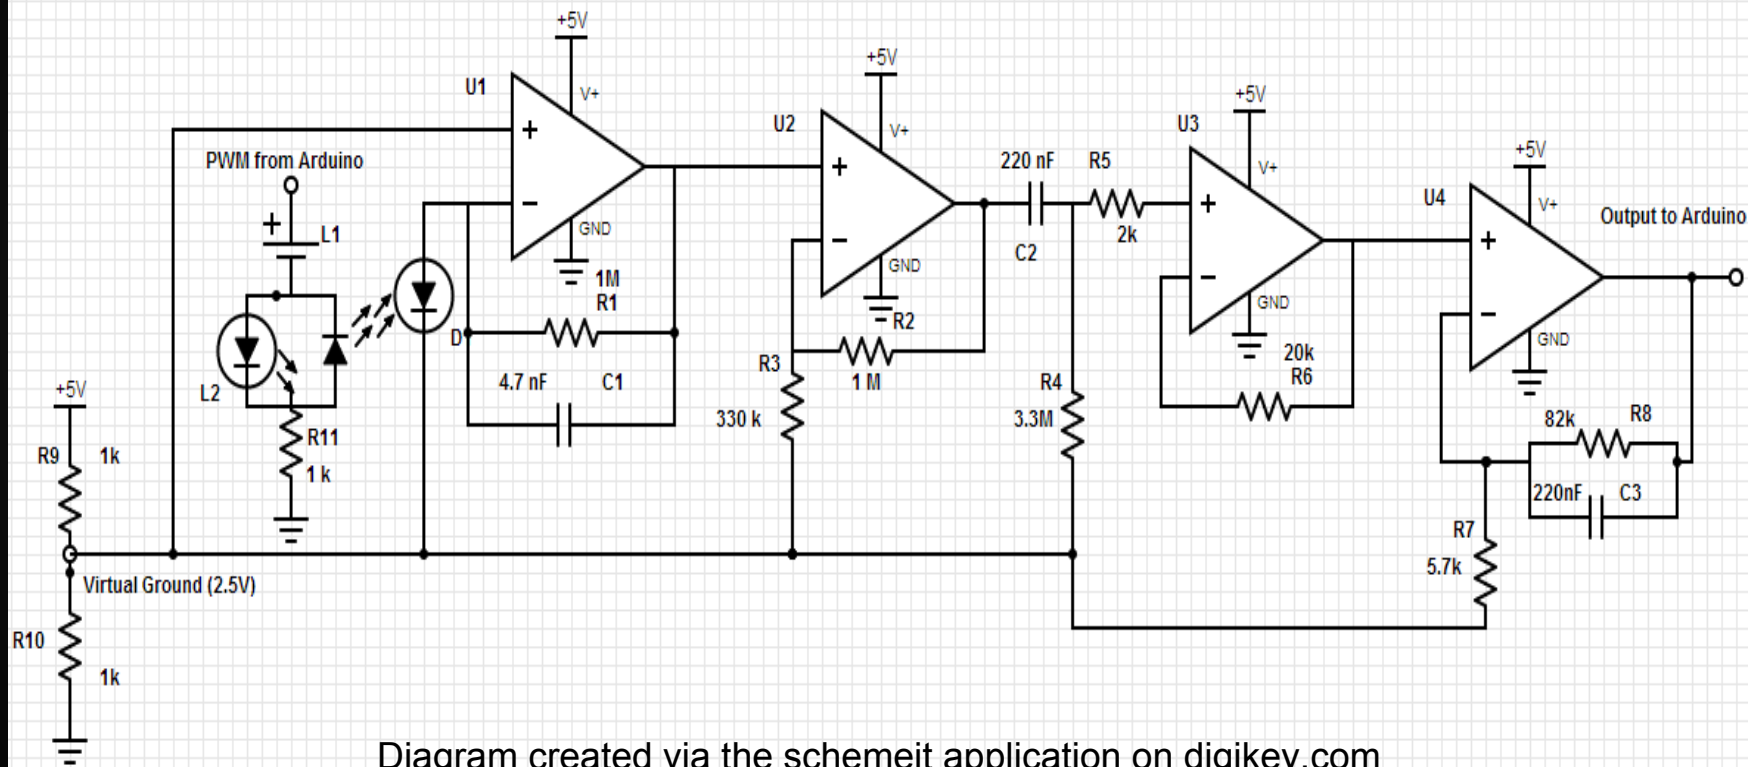 +5V
U1
V+
+
−
GND
PWM from Arduino
+
L1
L2
R11
1 k
D
1M
R1
4.7 nF
C1
+5V
R9
1k
Virtual Ground (2.5V)
R10
1k
+5V
U2
V+
+
−
GND
R2
1 M
R3
330 k
220 nF
C2
R5
2k
R4
3.3M
+5V
U3
V+
+
−
GND
20k
R6
+5V
U4
V+
+
−
GND
Output to Arduino
82k
R8
220nF
C3
R7
5.7k
Diagram created via the schemeit application on digikey.com